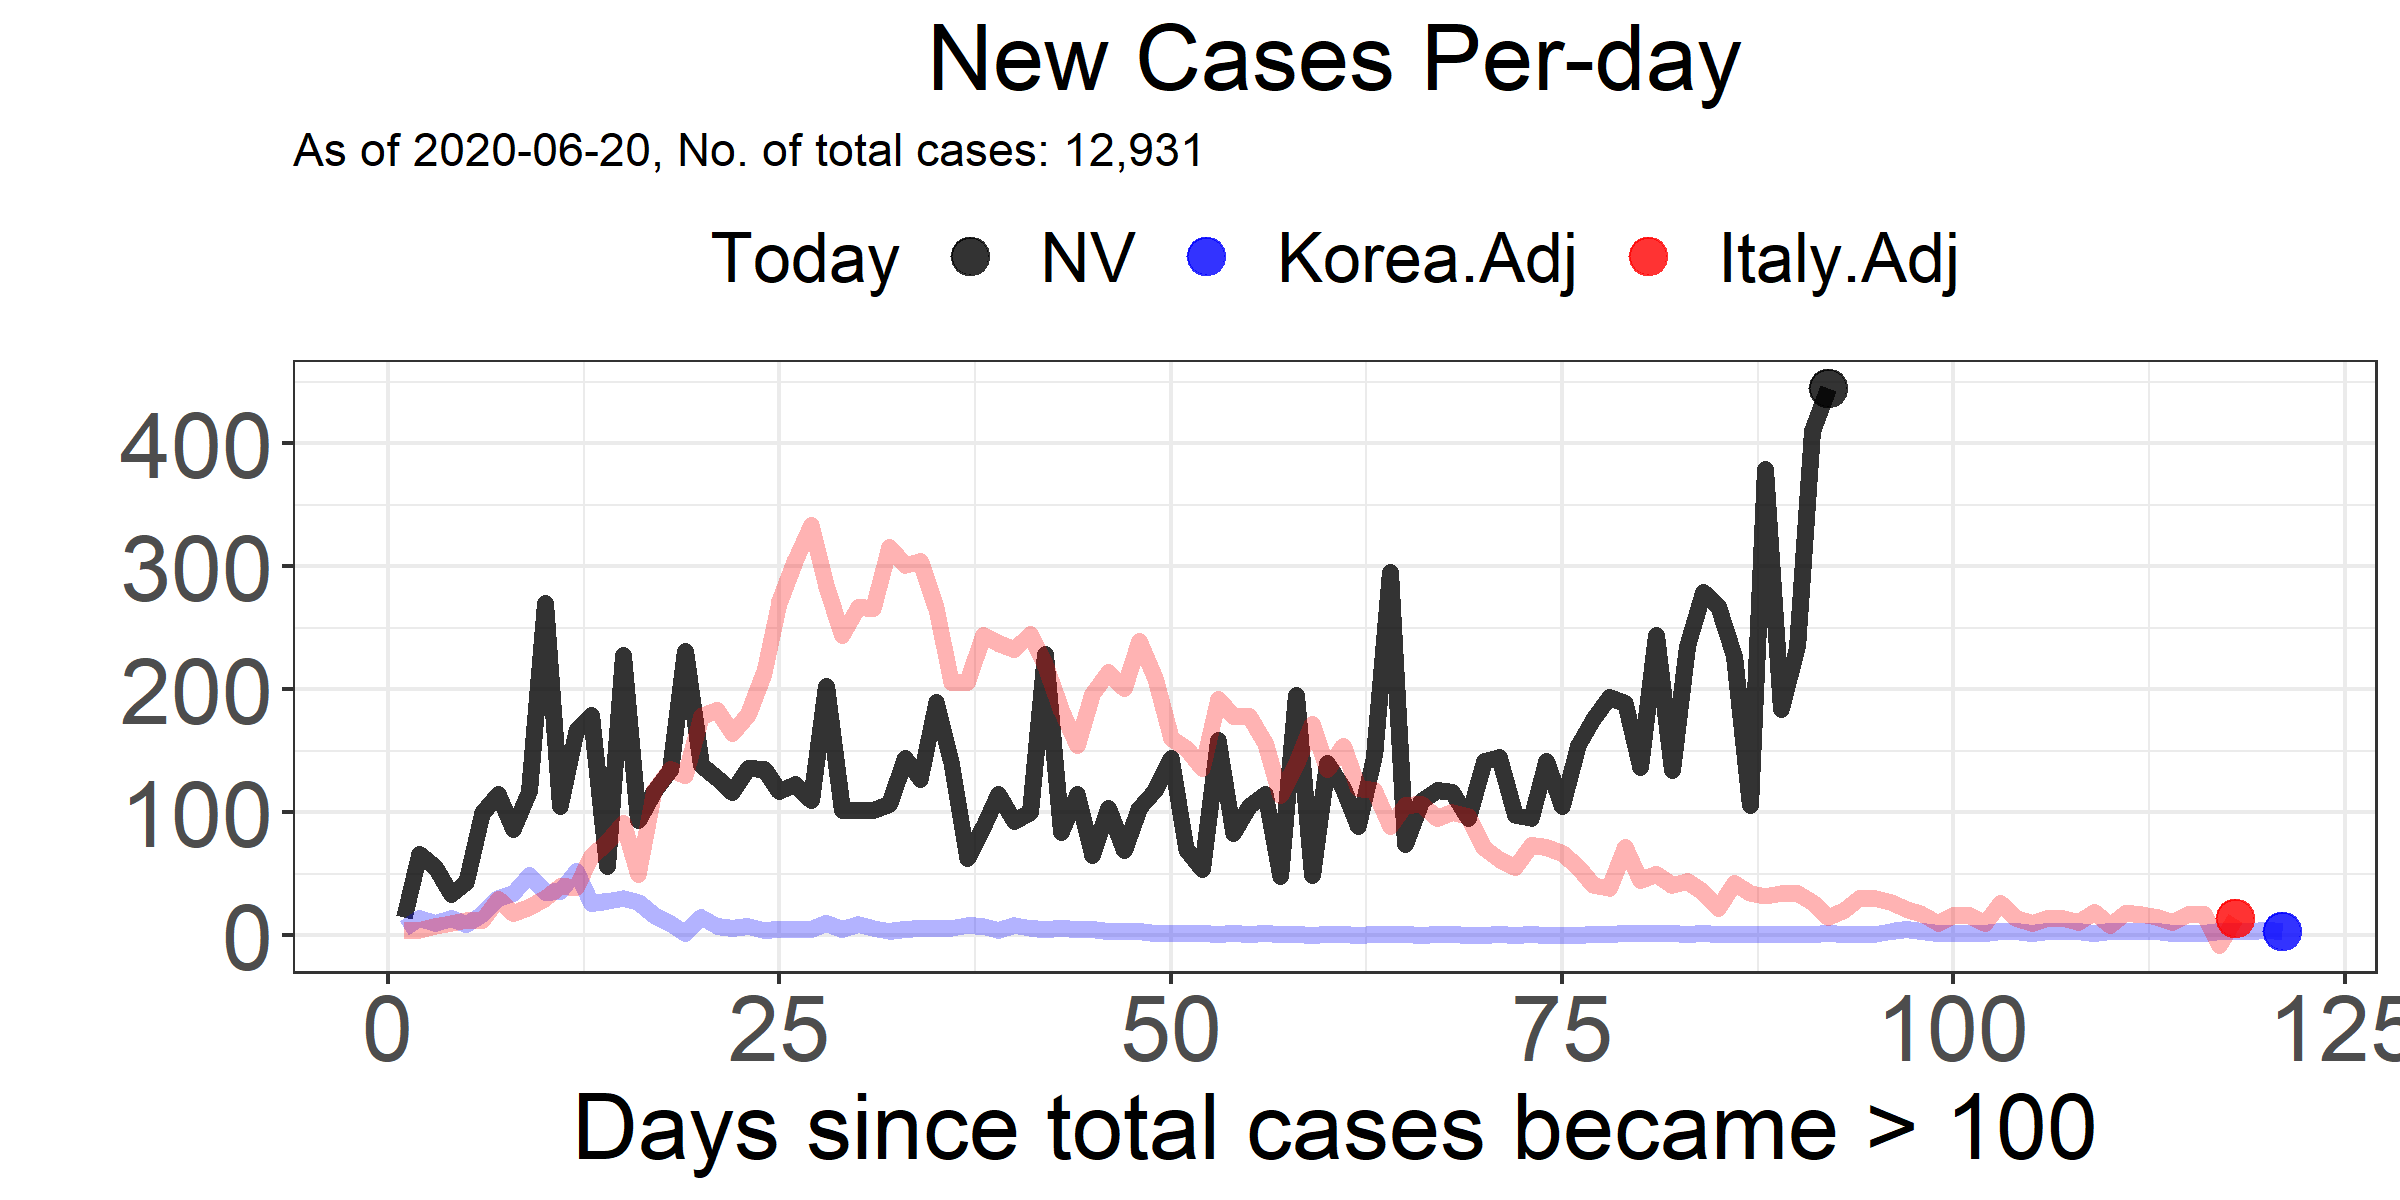 New Cases Per-day
As of 2020-06-20, No. of total cases: 12,931
Today NV Korea.Adj Italy.Adj
400
300
200
100
0
0 25 50 75 100 125
Days since total cases became > 100